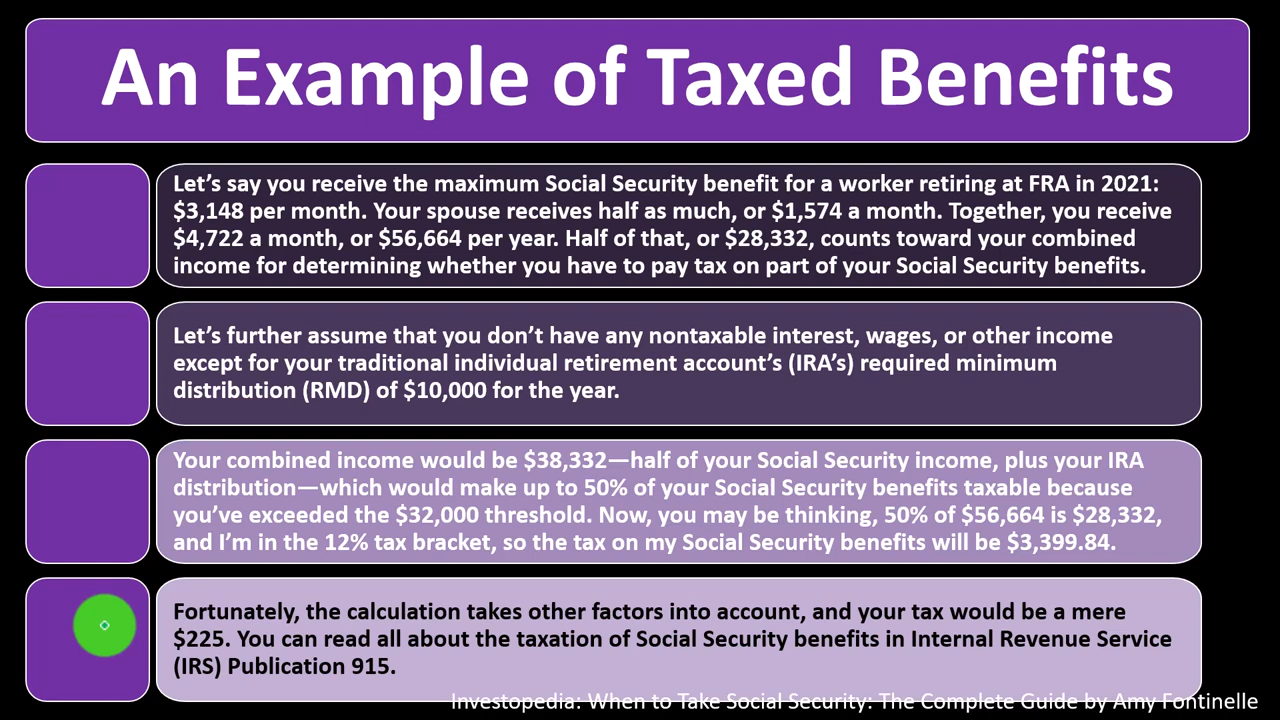 An Example of Taxed Benefits
Let’s say you receive the maximum Social Security benefit for a worker retiring at FRA in 2021:
$3,148 per month. Your spouse receives half as much, or $1,574 a month. Together, you receive
$4,722 a month, or $56,664 per year. Half of that, or $28,332, counts toward your combined
income for determining whether you have to pay tax on part of your Social Security benefits.
Let’s further assume that you don’t have any nontaxable interest, wages, or other income
except for your traditional individual retirement account’s (IRA’s) required minimum
distribution (RMD) of $10,000 for the year.
Your combined income would be $38,332—half of your Social Security income, plus your IRA
distribution—which would make up to 50% of your Social Security benefits taxable because
you’ve exceeded the $32,000 threshold. Now, you may be thinking, 50% of $56,664 is $28,332,
and I’m in the 12% tax bracket, so the tax on my Social Security benefits will be $3,399.84.
Fortunately, the calculation takes other factors into account, and your tax would be a mere
$225. You can read all about the taxation of Social Security benefits in Internal Revenue Service
(IRS) Publication 915.
Investopedia: When to Take Social Security: The Complete Guide by Amy Fontinelle